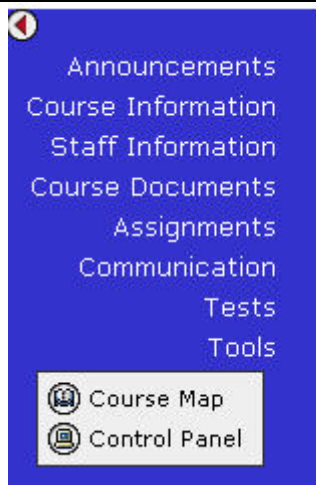 Announcements
Course Information
Staff Information
Course Documents
Assignments
Communication
Tests
Tools
Course Map
Control Panel